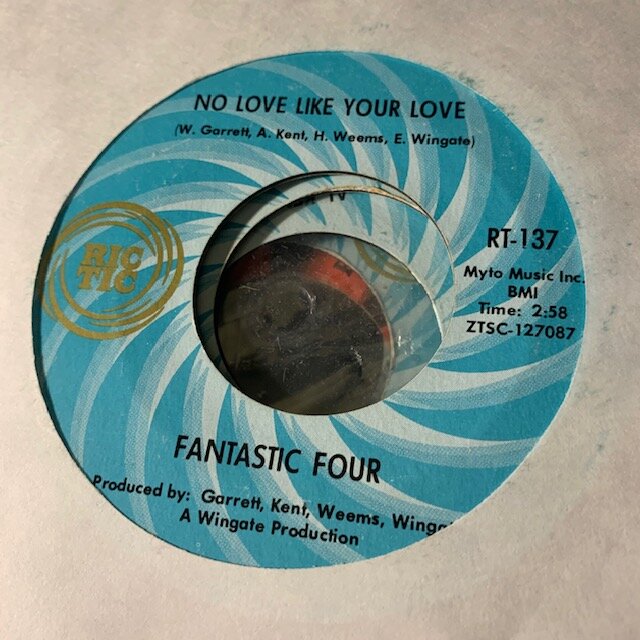 NO LOVE LIKE YOUR LOVE
(W. Garrett, A. Kent, H. Weems, E. Wingate)
RIC
TIC
RT-137
Myto Music Inc.
BMI
Time: 2:58
ZTSC-127087
FANTASTIC FOUR
Produced by: Garrett, Kent, Weems, Winga
A Wingate Production